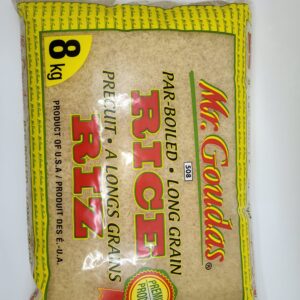 Mr. Goudas®
508
PAR-BOILED • LONG GRAIN
RICE
PRECUIT • A LONGS GRAINS
RIZ
8 kg
PRODUCT OF U.S.A / PRODUIT DES É.-U.A.